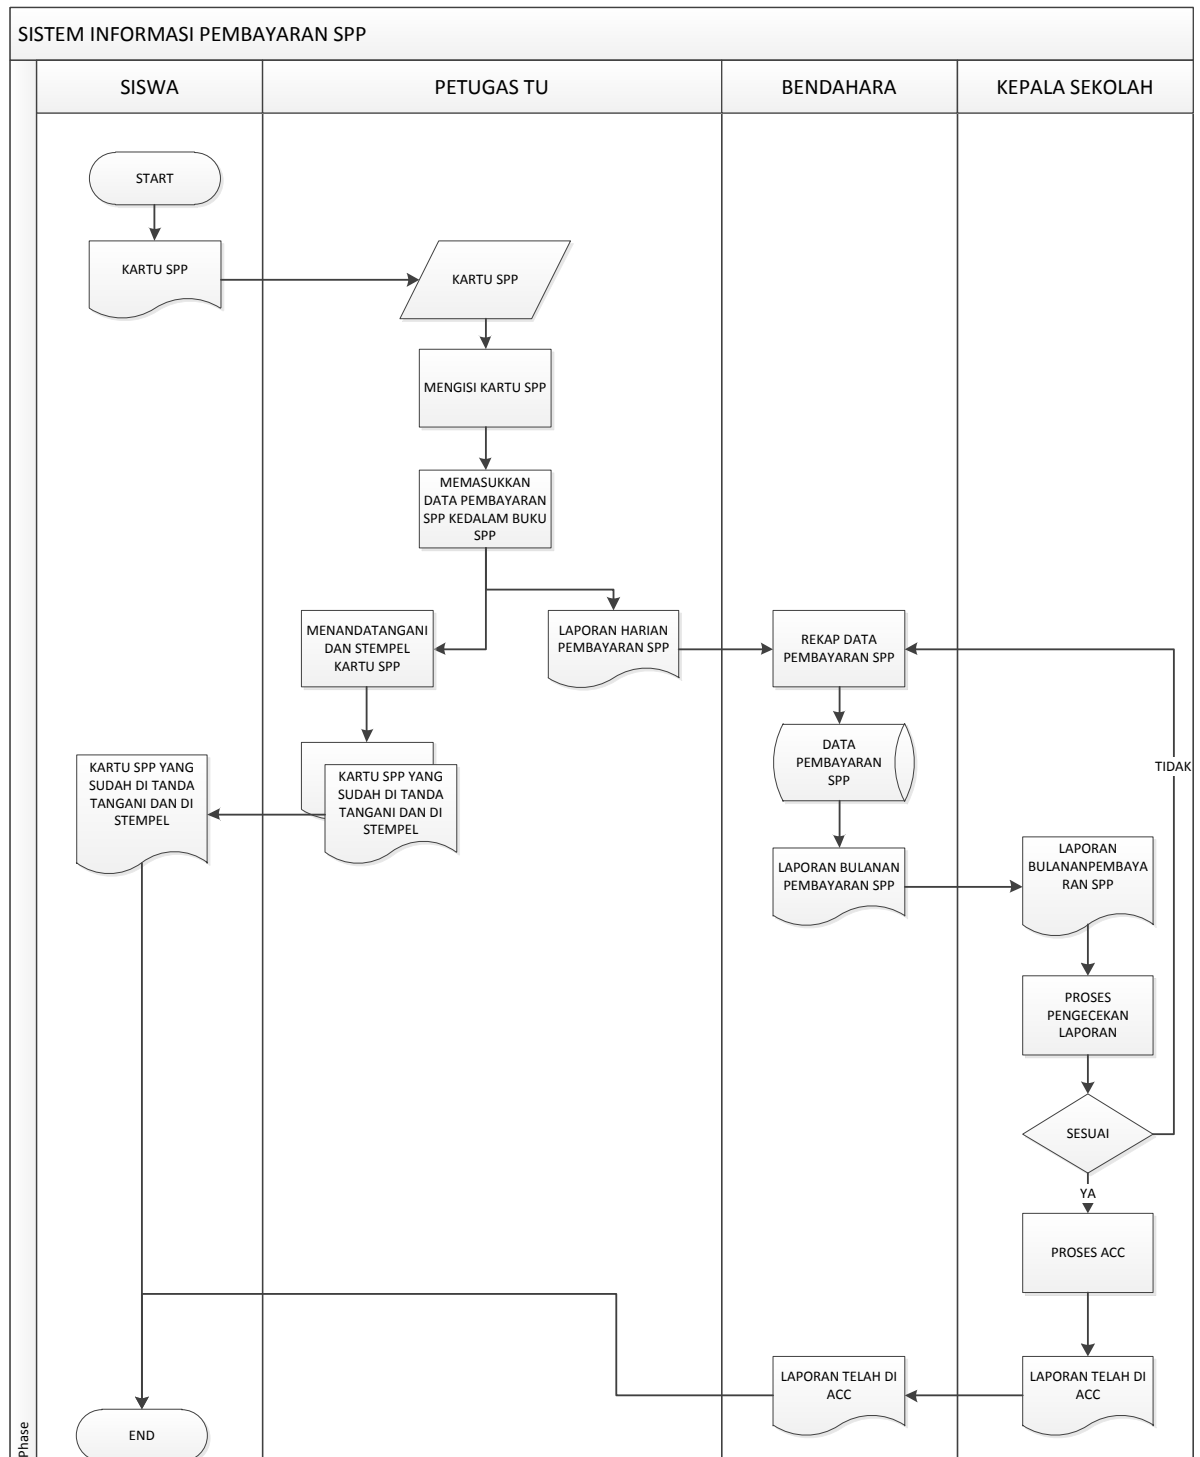 SISTEM INFORMASI PEMBAYARAN SPP
SISWA
PETUGAS TU
BENDAHARA
KEPALA SEKOLAH
START
KARTU SPP
KARTU SPP
MENGISI KARTU SPP
MEMASUKKAN
DATA PEMBAYARAN
SPP KEDALAM BUKU
SPP
MENANDATANGANI
DAN STEMPEL
KARTU SPP
LAPORAN HARIAN
PEMBAYARAN SPP
REKAP DATA
PEMBAYARAN SPP
DATA
PEMBAYARAN
SPP
TIDAK
KARTU SPP YANG
SUDAH DI TANDA
TANGANI DAN DI
STEMPEL
KARTU SPP YANG
SUDAH DI TANDA
TANGANI DAN DI
STEMPEL
LAPORAN BULANAN
PEMBAYARAN SPP
LAPORAN
BULANANPEMBAYA
RAN SPP
PROSES
PENGECEKAN
LAPORAN
SESUAI
YA
PROSES ACC
LAPORAN TELAH DI
ACC
LAPORAN TELAH DI
ACC
END
Phase